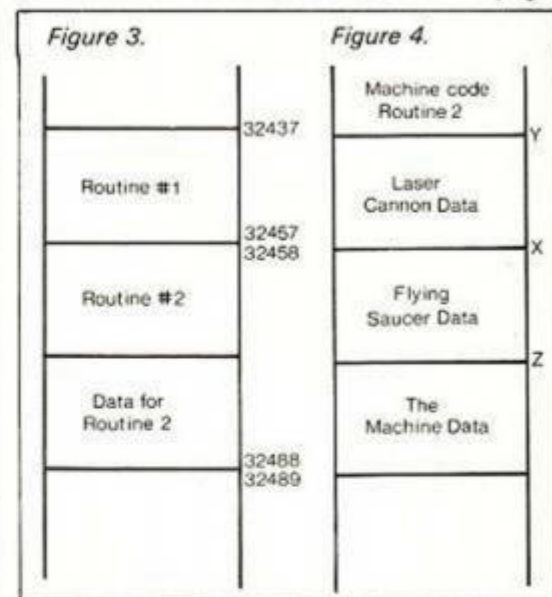 Figure 3.
32437
Routine #1
32457
32458
Routine #2
Data for
Routine 2
32488
32489
Figure 4.
Machine code
Routine 2
Y
Laser
Cannon Data
X
Flying
Saucer Data
Z
The
Machine Data